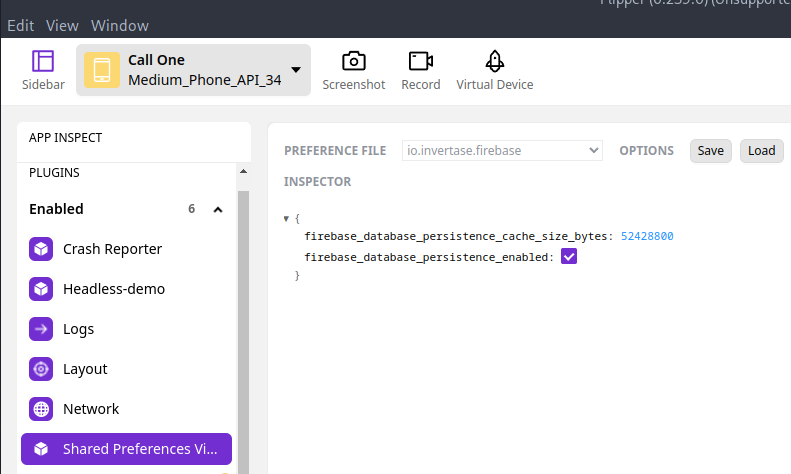 Flipper (0.239.0) (Unsupporte
Edit View Window
Call One
Medium_Phone_API_34
Sidebar
Screenshot
Record
Virtual Device
APP INSPECT
PLUGINS
Enabled 6
Crash Reporter
Headless-demo
Logs
Layout
Network
Shared Preferences Vi...
PREFERENCE FILE io.invertase.firebase OPTIONS Save Load
INSPECTOR
{
firebase_database_persistence_cache_size_bytes: 52428800
firebase_database_persistence_enabled:
}